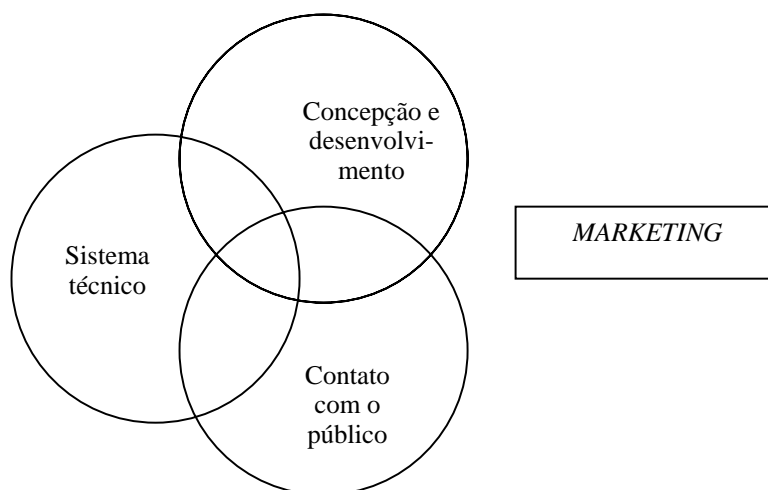 Concepção e
desenvolvi-
mento
MARKETING
Sistema
técnico
Contato
com o
público